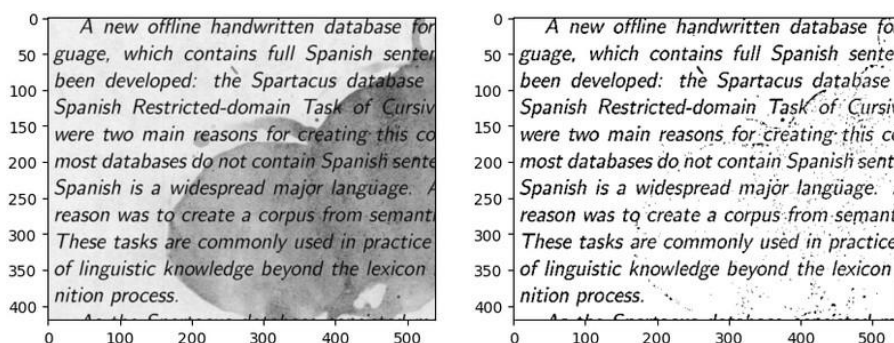 0
50
100
150
200
250
300
350
400
A new offline handwritten database for
guage, which contains full Spanish senten
been developed: the Spartacus database
Spanish Restricted-domain Task of Cursiv
were two main reasons for creating this co
most databases do not contain Spanish sente
Spanish is a widespread major language. A
reason was to create a corpus from semanti
These tasks are commonly used in practice
of linguistic knowledge beyond the lexicon
nition process.
0 100 200 300 400 500
0
50
100
150
200
250
300
350
400
A new offline handwritten database fo
guage, which contains full Spanish sente
been developed: the Spartacus database
Spanish Restricted-domain Task of Cursiv
were two main reasons for creating this co
most databases do not contain Spanish sent
Spanish is a widespread major language.
reason was to create a corpus from semant
These tasks are commonly used in practice
of linguistic knowledge beyond the lexicon
nition process.
0 100 200 300 400 500